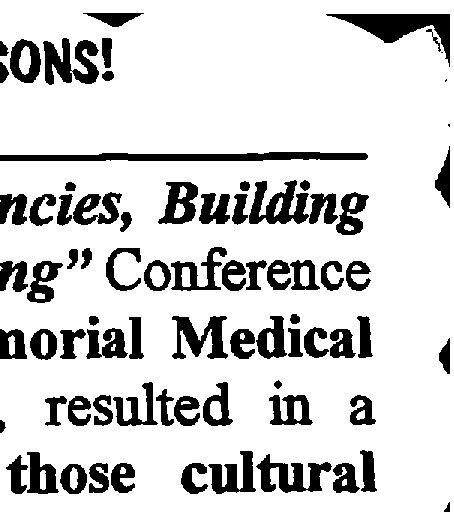 SONS!
ncies, Building
ng" Conference
morial Medical
, resulted in a
those cultural